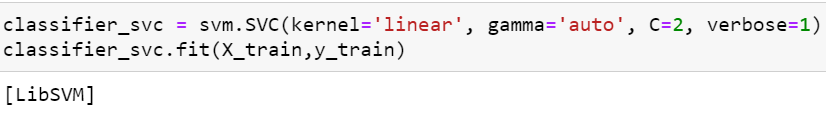 classifier_svc = svm.SVC(kernel='linear', gamma='auto', C=2, verbose=1)
classifier_svc.fit(X_train,y_train)
[LibSVM]